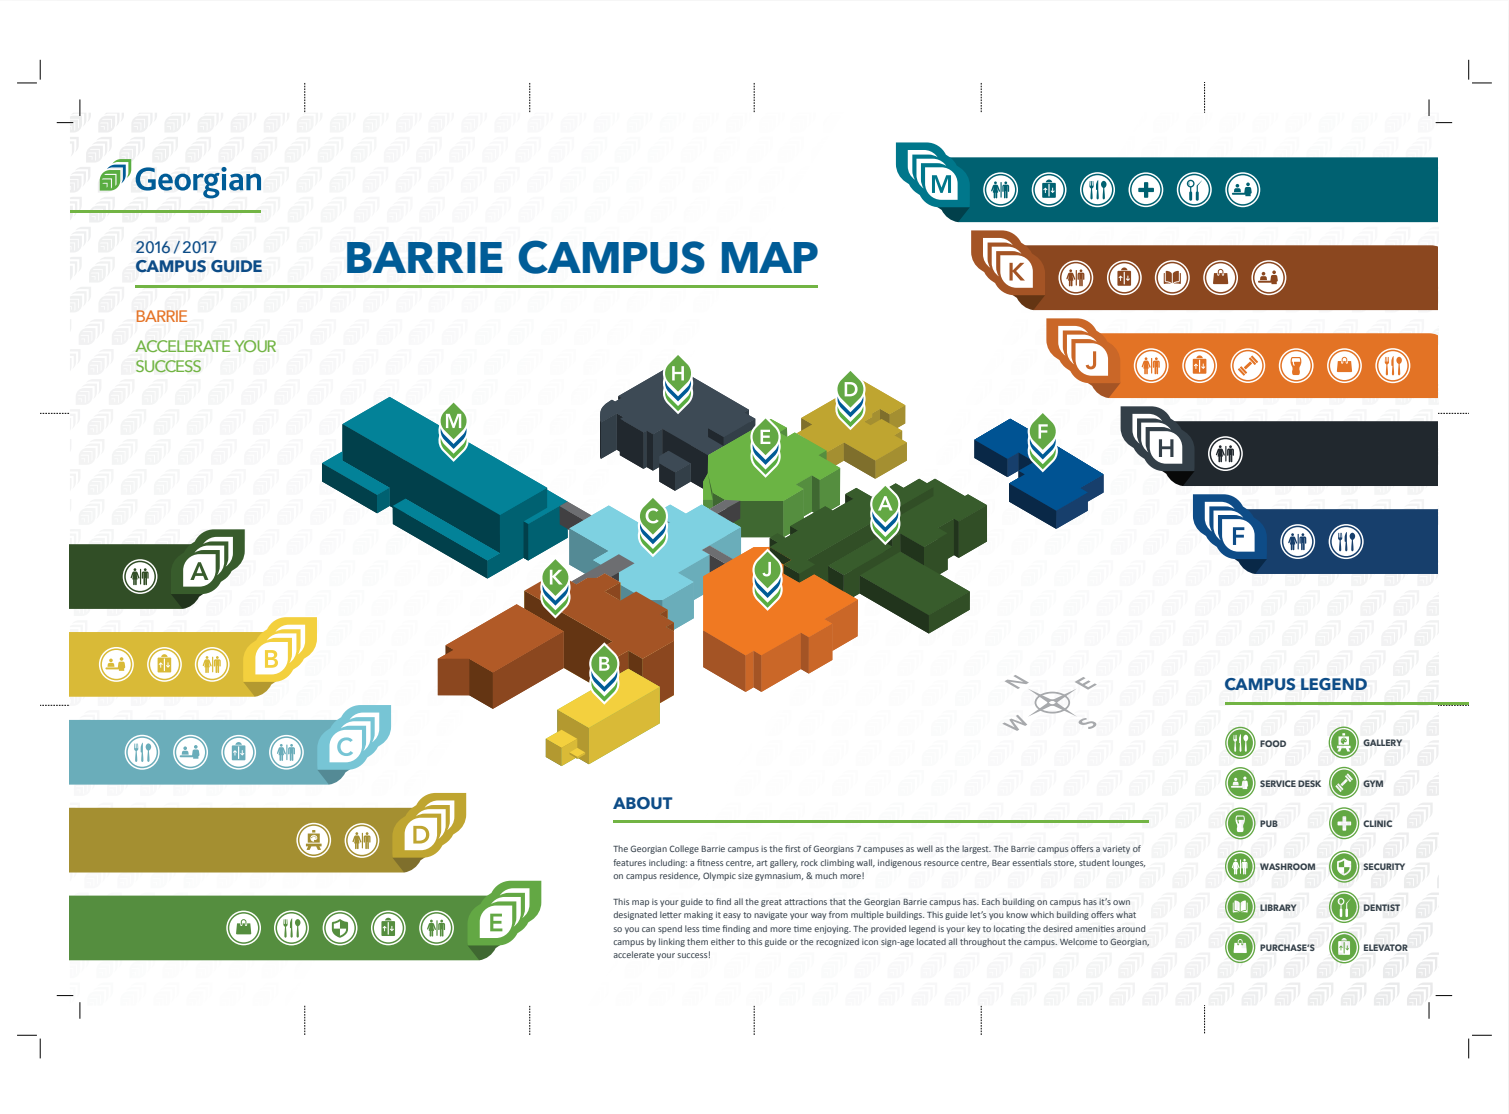 Georgian
2016 / 2017
CAMPUS GUIDE
BARRIE
ACCELERATE YOUR
SUCCESS
BARRIE CAMPUS MAP
M
K
J
H
F
A
B
C
D
E
H
D
M
E
F
A
C
K
J
B
N
E
W
S
ABOUT
The Georgian College Barrie campus is the first of Georgians 7 campuses as well as the largest. The Barrie campus offers a variety of
features including: a fitness centre, art gallery, rock climbing wall, indigenous resource centre, Bear essentials store, student lounges,
on campus residence, Olympic size gymnasium, & much more!
This map is your guide to find all the great attractions that the Georgian Barrie campus has. Each building on campus has it's own
designated letter making it easy to navigate your way from multiple buildings. This guide let's you know which building offers what
so you can spend less time finding and more time enjoying. The provided legend is your key to locating the desired amenities around
campus by linking them either to this guide or the recognized icon sign-age located all throughout the campus. Welcome to Georgian,
accelerate your success!
CAMPUS LEGEND
FOOD
GALLERY
SERVICE DESK
GYM
PUB
CLINIC
WASHROOM
SECURITY
LIBRARY
DENTIST
PURCHASE'S
ELEVATOR